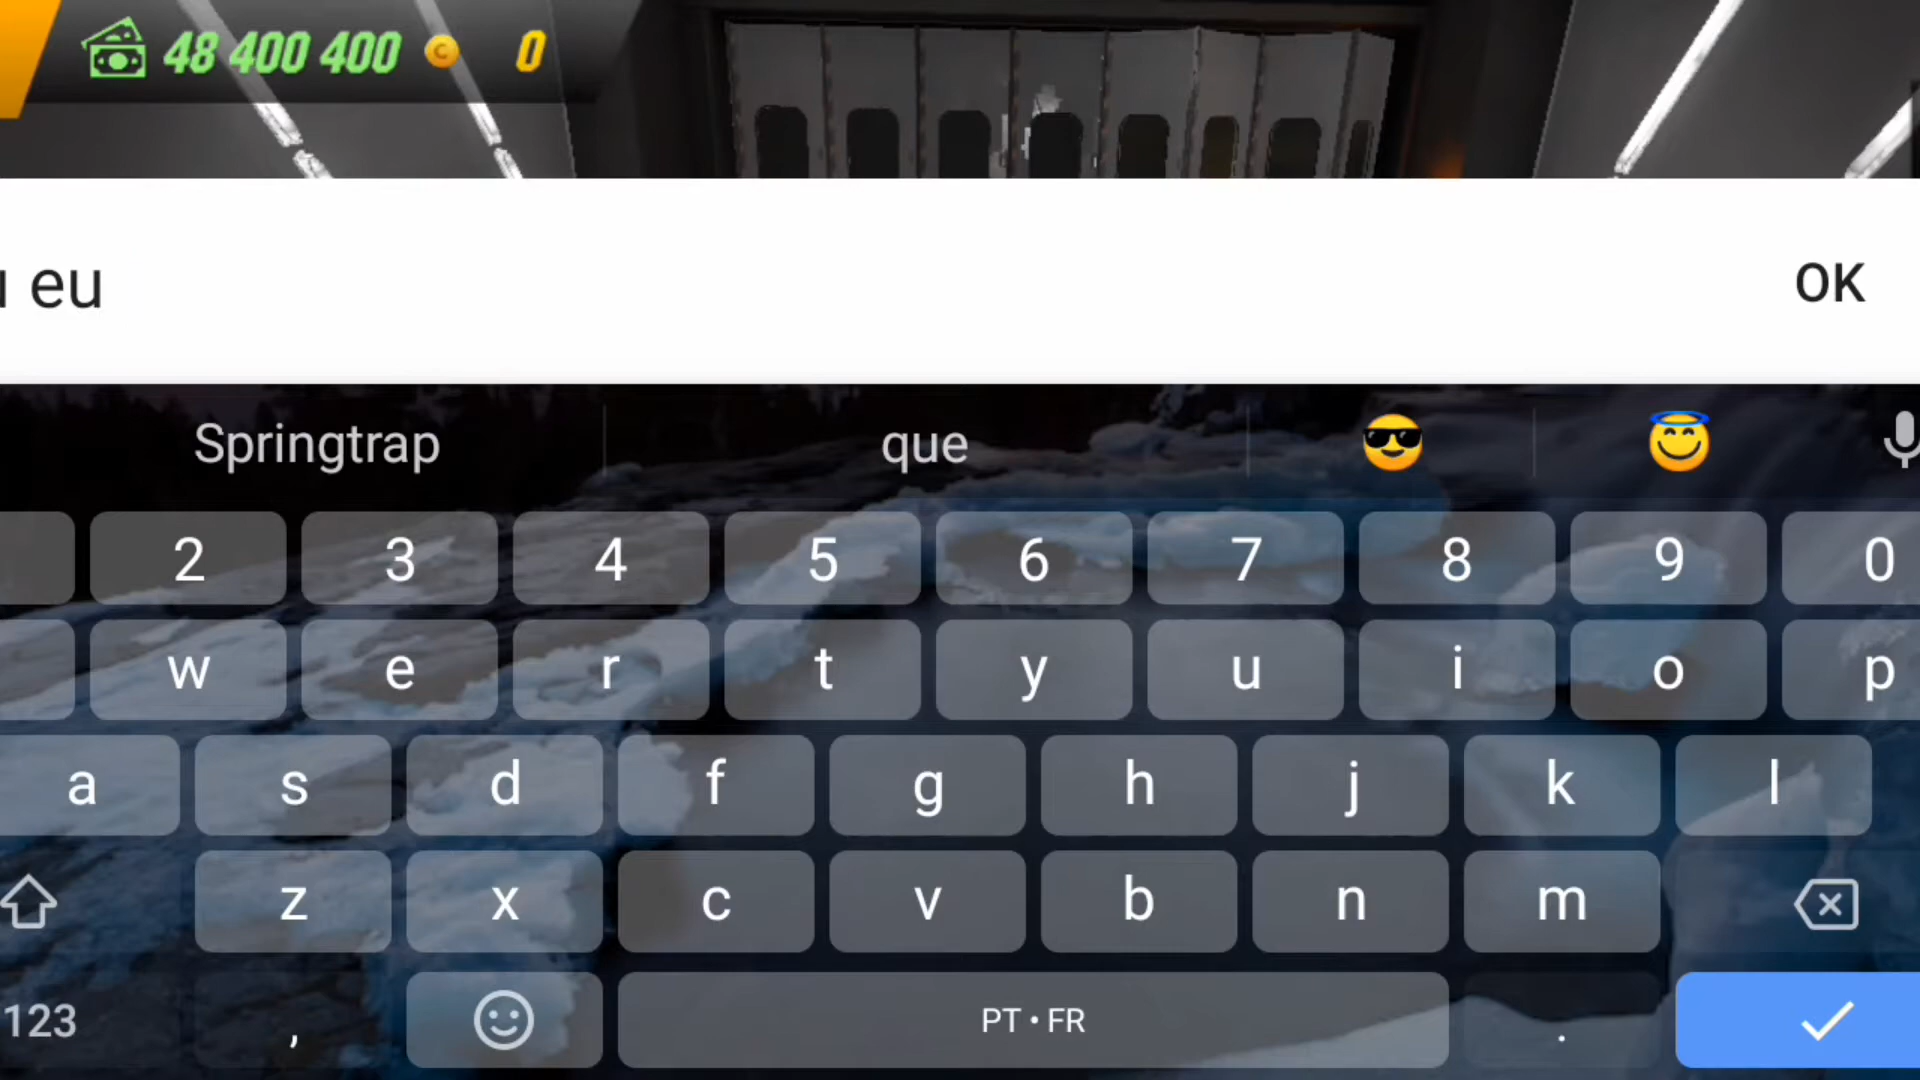 48 400 400 C 0
eu
OK
Springtrap que
2 3 4 5 6 7 8 9 0
w e r t y u i o p
a s d f g h j k l
z x c v b n m
123 , PT • FR .